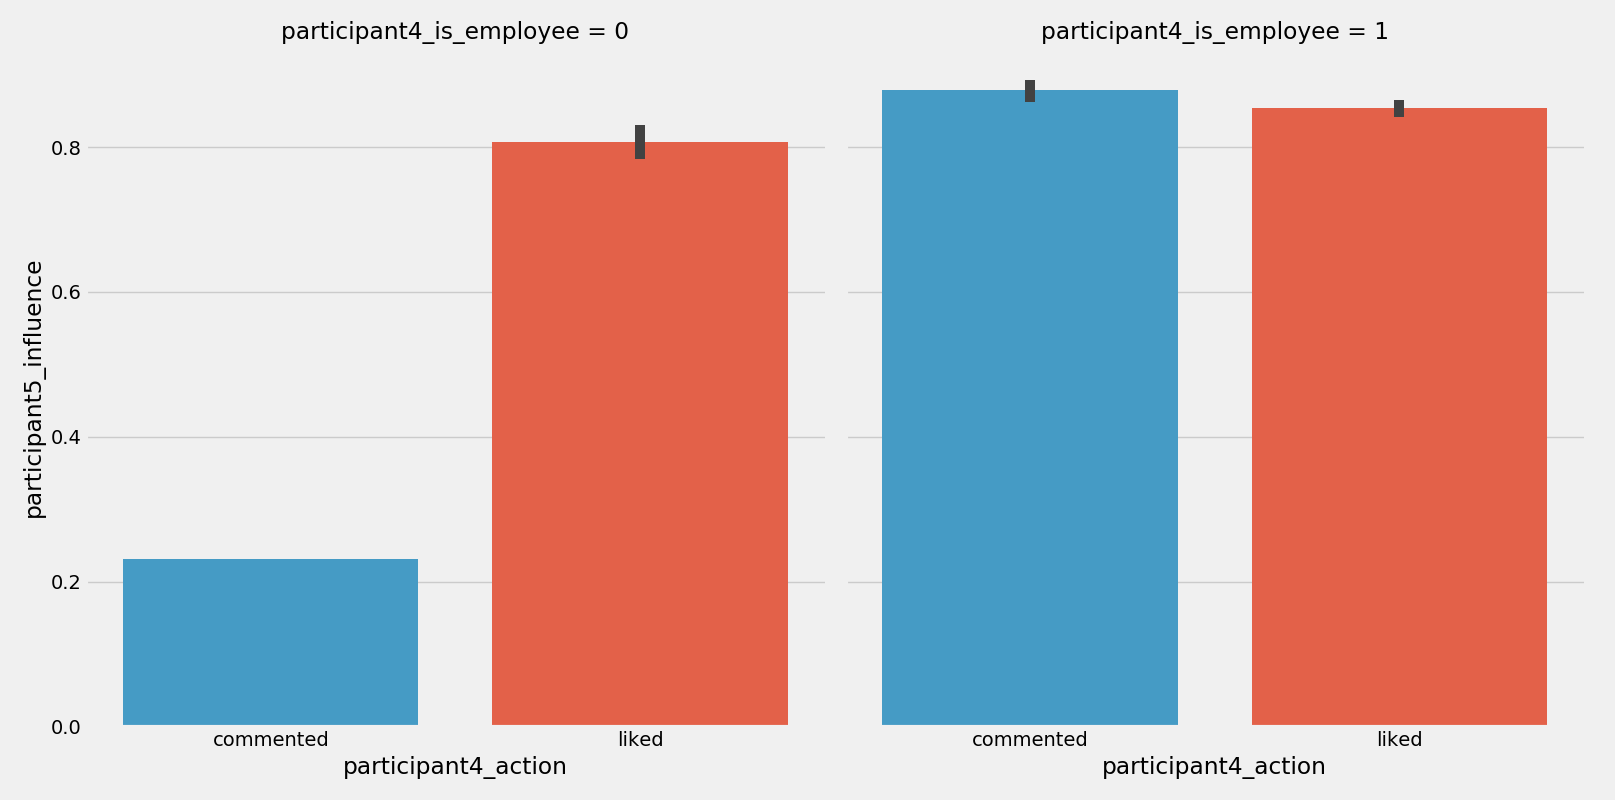 participant4_is_employee = 0
participant4_is_employee = 1
participant5_influence
0.8
0.6
0.4
0.2
0.0
commented
liked
commented
liked
participant4_action
participant4_action